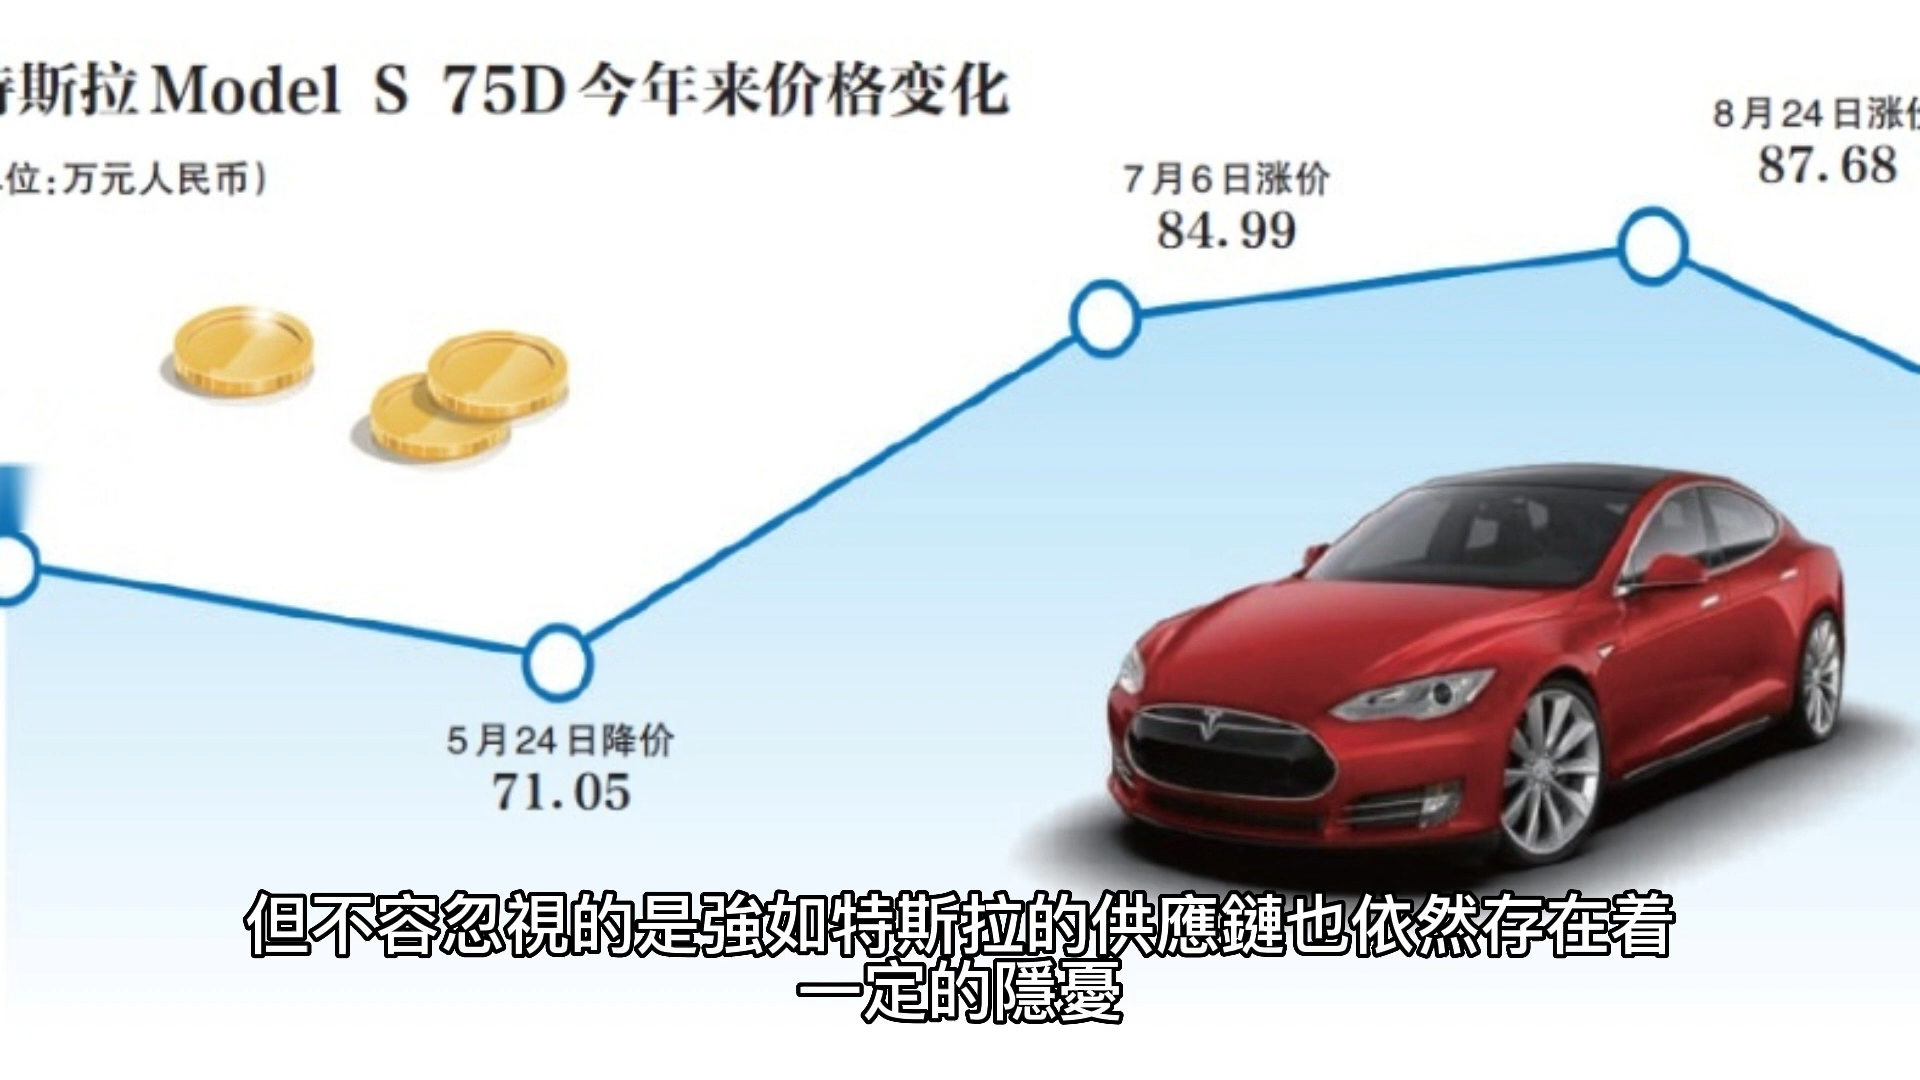 斯拉Model S 75D今年来价格变化
位:万元人民币)
8月24日涨价
87.68
7月6日涨价
84.99
5月24日降价
71.05
但不容忽視的是強如特斯拉的供應鏈也依然存在着
一定的隱憂